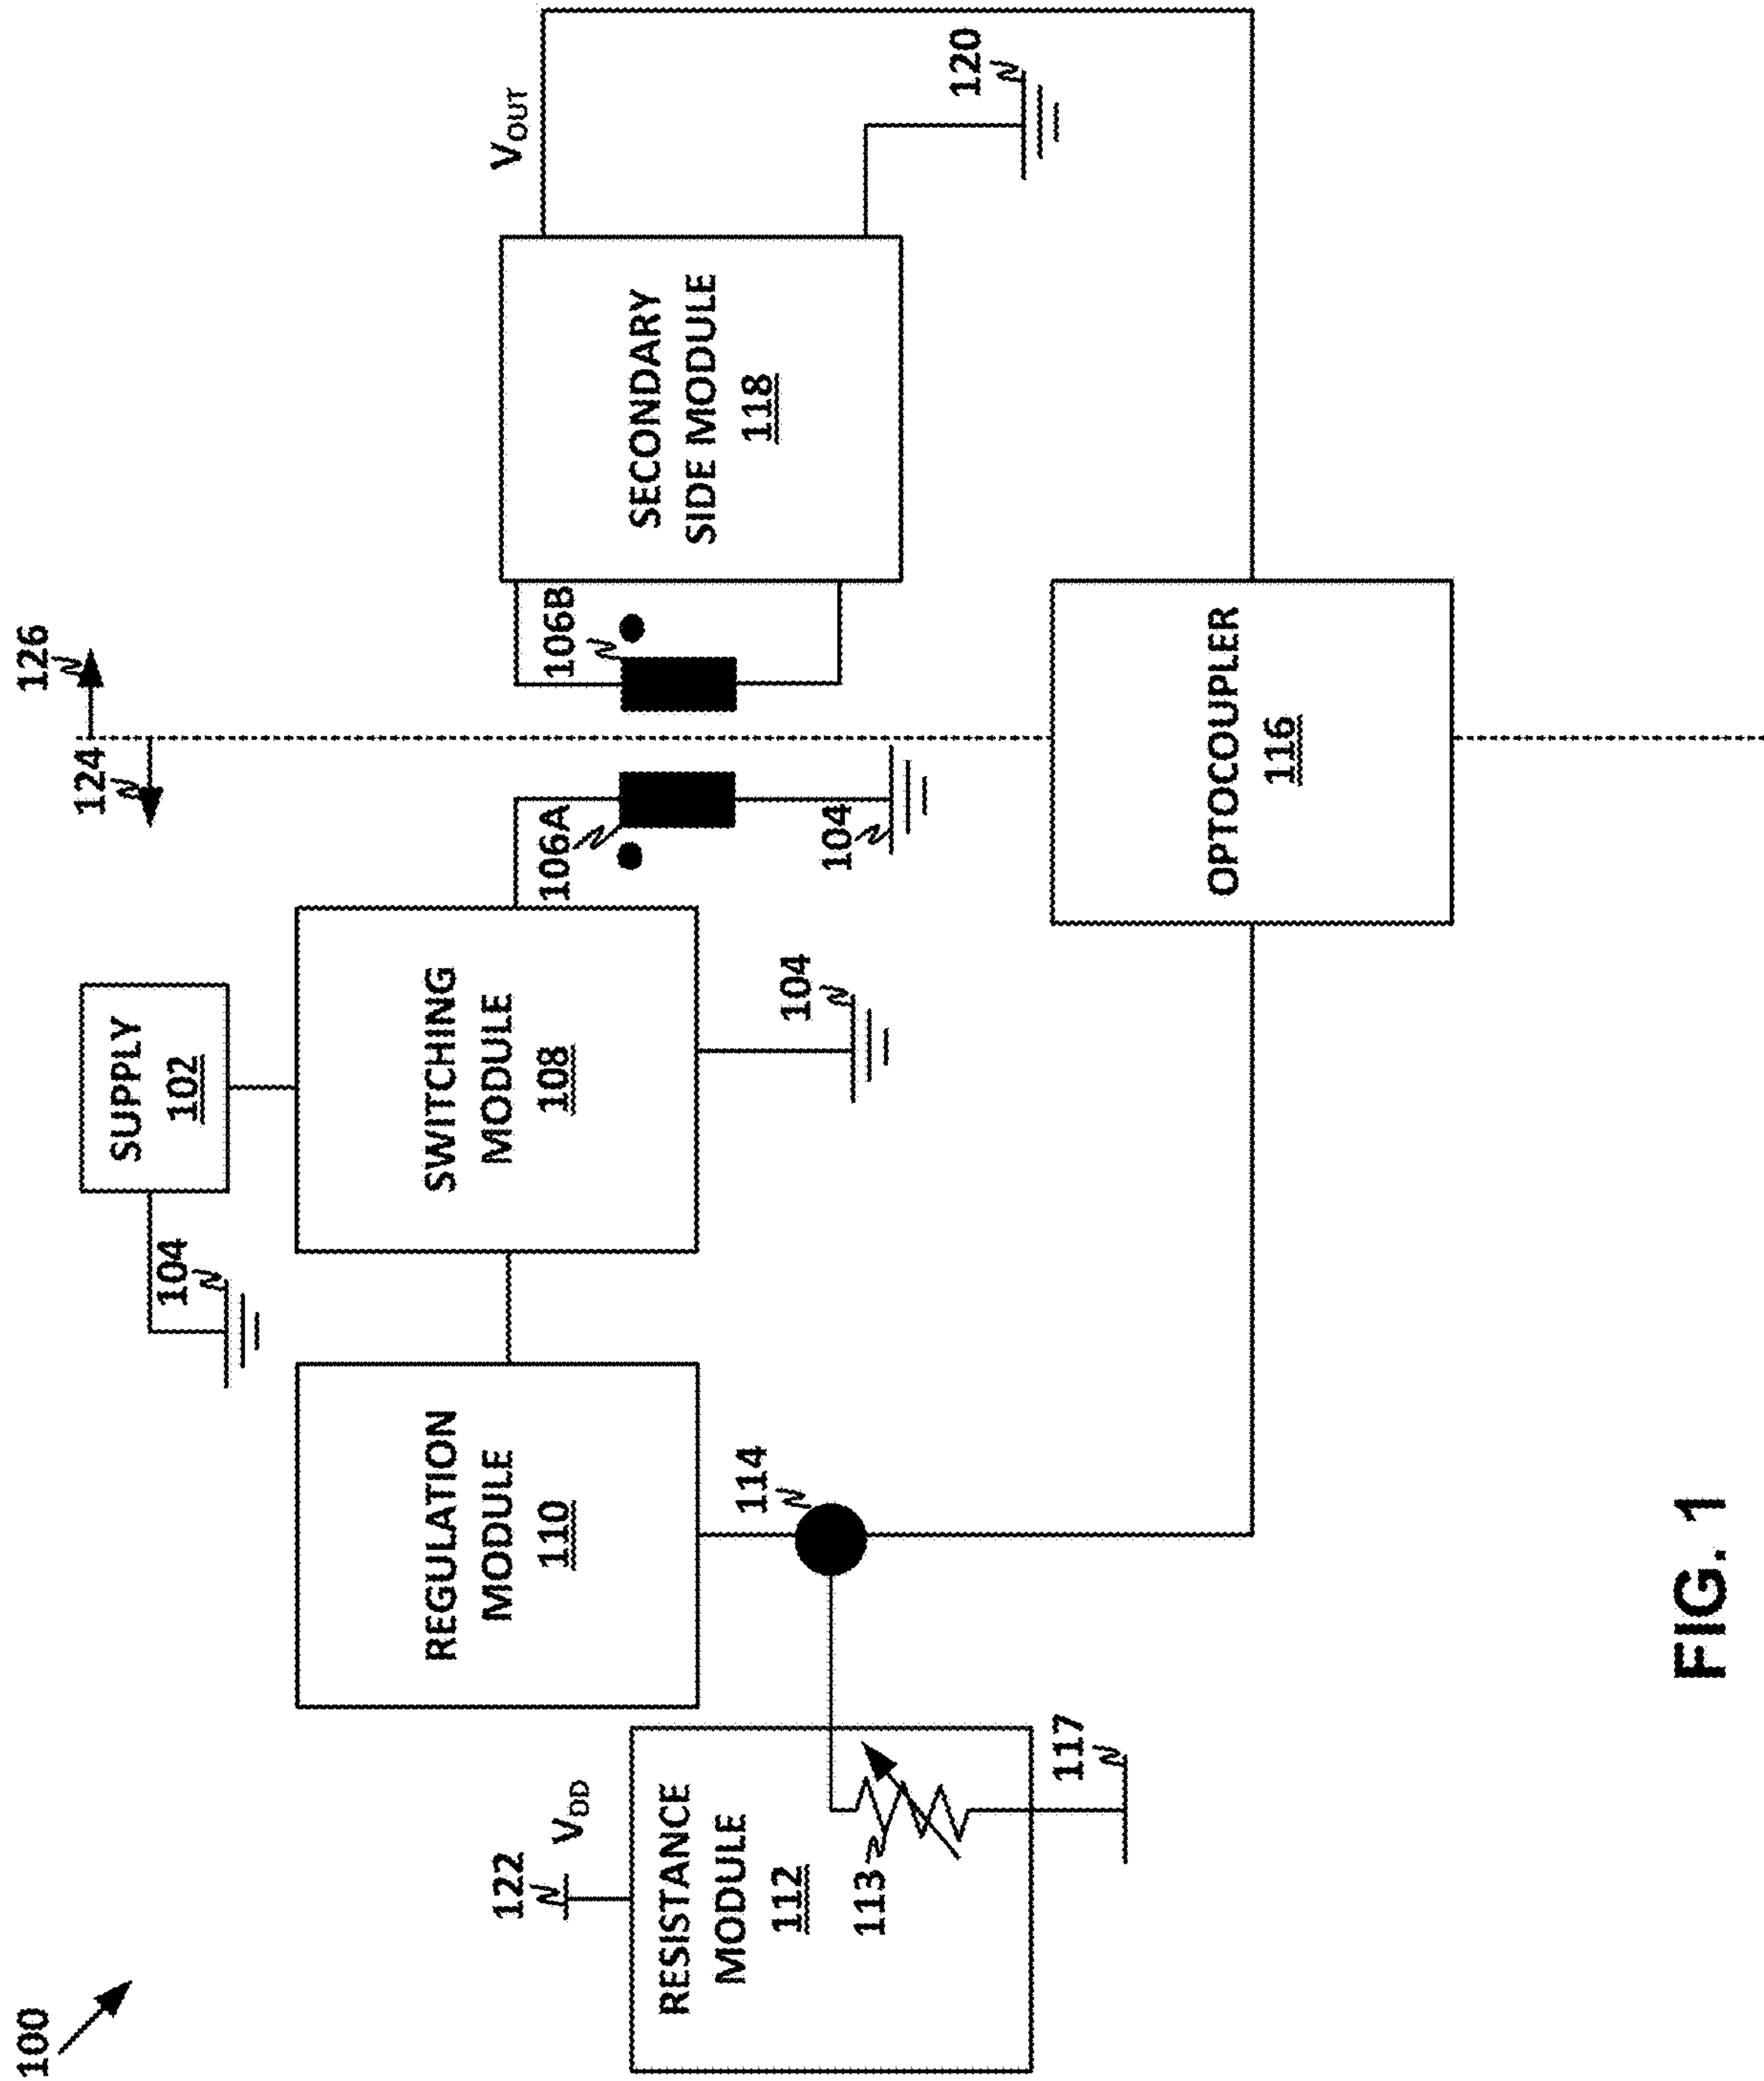 100
126
124
SUPPLY
102
104
REGULATION
MODULE
110
SWITCHING
MODULE
108
106A
106B
104
104
SECONDARY
SIDE MODULE
118
VOUT
120
122
VDD
RESISTANCE
MODULE
112
113
114
117
OPTOCOUPLER
116
FIG. 1